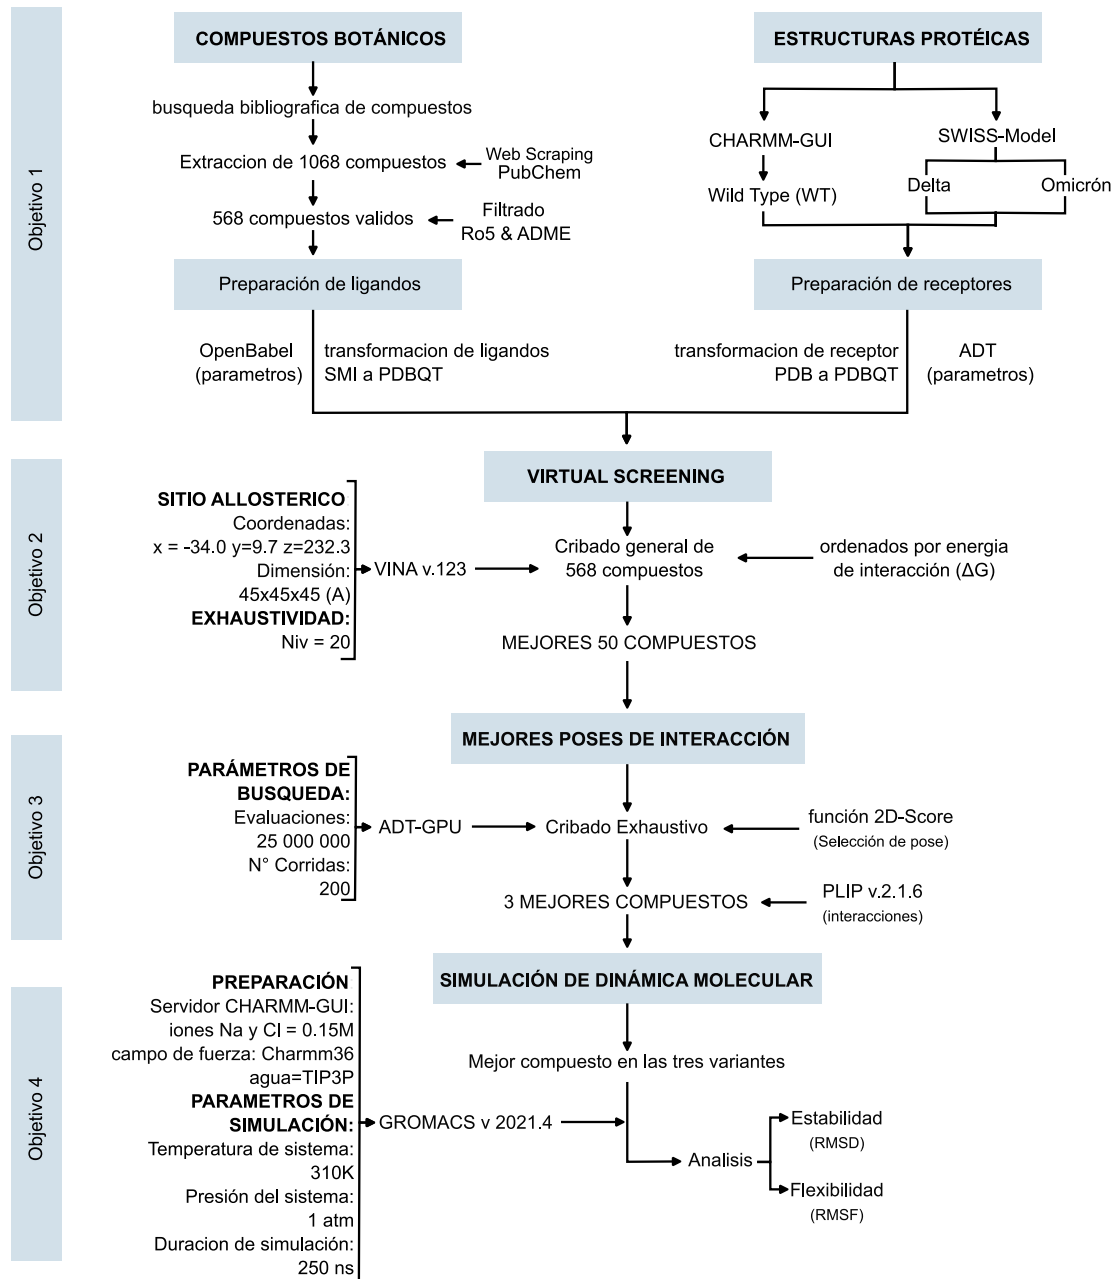 Objetivo 1
COMPUESTOS BOTÁNICOS
busqueda bibliografica de compuestos
Extraccion de 1068 compuestos
Web Scraping
PubChem
568 compuestos validos
Filtrado
Ro5 & ADME
Preparación de ligandos
OpenBabel
(parametros)
transformacion de ligandos
SMI a PDBQT
ESTRUCTURAS PROTÉICAS
CHARMM-GUI
SWISS-Model
Wild Type (WT)
Delta
Omicrón
Preparación de receptores
transformacion de receptor
PDB a PDBQT
ADT
(parametros)
Objetivo 2
VIRTUAL SCREENING
SITIO ALLOSTERICO
Coordenadas:
x = -34.0 y=9.7 z=232.3
Dimensión:
45x45x45 (A)
EXHAUSTIVIDAD:
Niv = 20
VINA v.123
Cribado general de
568 compuestos
ordenados por energia
de interacción (ΔG)
MEJORES 50 COMPUESTOS
Objetivo 3
MEJORES POSES DE INTERACCIÓN
PARÁMETROS DE
BUSQUEDA:
Evaluaciones:
25 000 000
N° Corridas:
200
ADT-GPU
Cribado Exhaustivo
función 2D-Score
(Selección de pose)
3 MEJORES COMPUESTOS
PLIP v.2.1.6
(interacciones)
Objetivo 4
SIMULACIÓN DE DINÁMICA MOLECULAR
PREPARACIÓN
Servidor CHARMM-GUI:
iones Na y Cl = 0.15M
campo de fuerza: Charmm36
agua=TIP3P
PARAMETROS DE
SIMULACIÓN:
Temperatura de sistema:
310K
Presión del sistema:
1 atm
Duracion de simulación:
250 ns
GROMACS v 2021.4
Mejor compuesto en las tres variantes
Analisis
Estabilidad
(RMSD)
Flexibilidad
(RMSF)